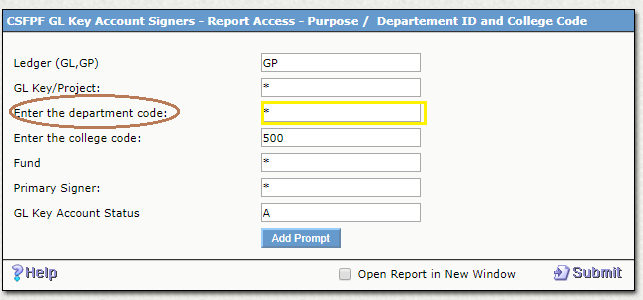 CSFPF GL Key Account Signers - Report Access - Purpose / Departement ID and College Code
Ledger (GL,GP) GP
GL Key/Project: *
Enter the department code: *
Enter the college code: 500
Fund *
Primary Signer: *
GL Key Account Status A
Add Prompt
?Help Open Report in New Window Submit